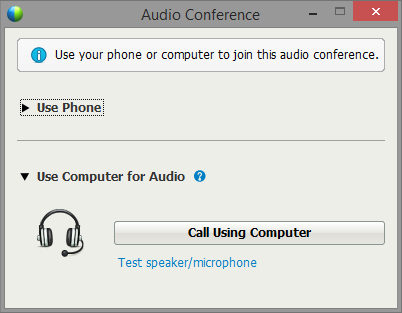 Audio Conference
Use your phone or computer to join this audio conference.
Use Phone
Use Computer for Audio
Call Using Computer
Test speaker/microphone